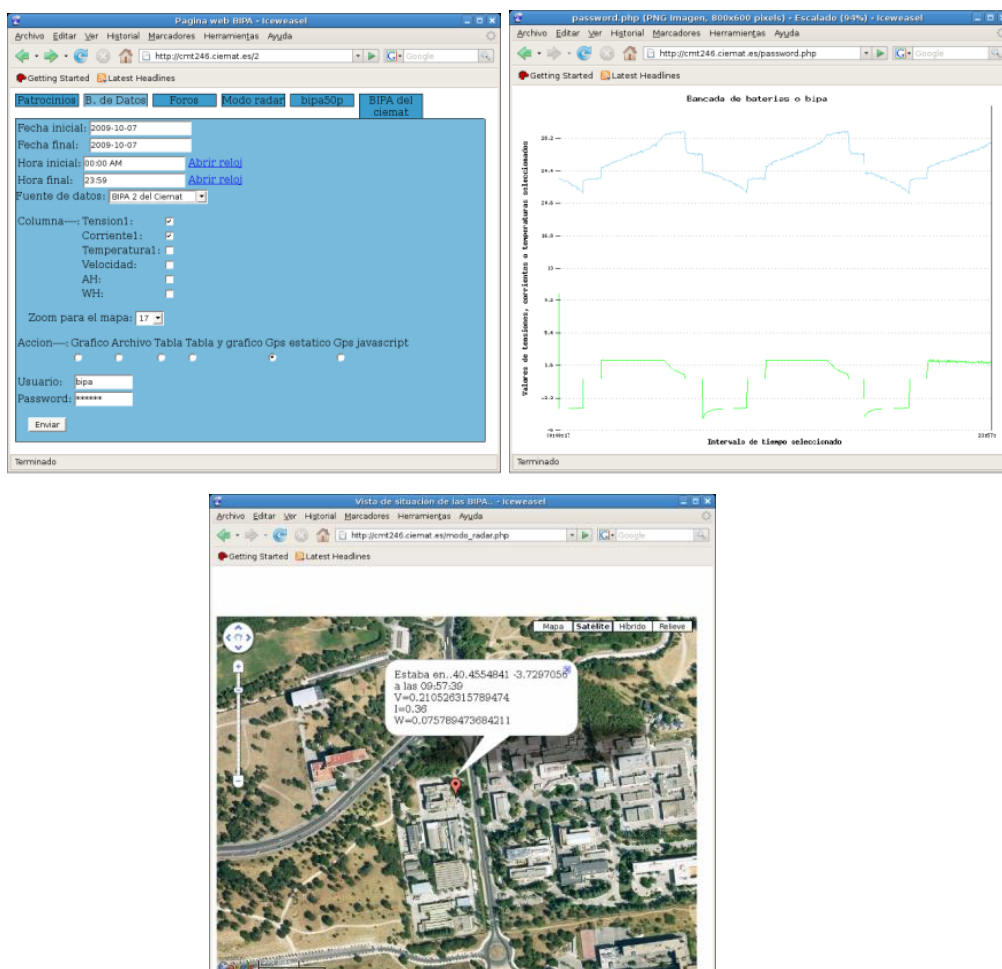 Pagina web BIPA - Iceweasel
Archivo Editar Ver Historial Marcadores Herramientas Ayuda
http://cmt246.ciemat.es/2
Google
Getting Started Latest Headlines
Patrocinios B. de Datos Foros Modo radar bipa50p BIPA del
ciemat
Fecha inicial: 2009-10-07
Fecha final: 2009-10-07
Hora inicial: 00:00 AM Abrir reloj
Hora final: 23:59 Abrir reloj
Fuente de datos: BIPA 2 del Ciemat
Columna----: Tension1:
Corriente1:
Temperatura1:
Velocidad:
AH:
WH:
Zoom para el mapa: 17
Accion----: Grafico Archivo Tabla Tabla y grafico Gps estatico Gps javascript
Usuario: bipa
Password: ******
Enviar
Terminado
password.php (PNG Imagen, 800x600 pixels) - Escalado (94%) - Iceweasel
Archivo Editar Ver Historial Marcadores Herramientas Ayuda
http://cmt246.ciemat.es/password.php
Google
Getting Started Latest Headlines
Bancada de baterias o bipa
Valores de tensiones, corrientes o temperaturas seleccionados
13
Intervalo de tiempo seleccionado
Terminado
Vista de situacion de las BIPA.. - Iceweasel
Archivo Editar Ver Historial Marcadores Herramientas Ayuda
http://cmt246.ciemat.es/modo_radar.php
Google
Getting Started Latest Headlines
Mapa Satélite Híbrido Relieve
Estaba en..40.4554841 -3.7297056
a las 09:57:39
V=0.210526315789474
I=0.36
W=0.075789473684211